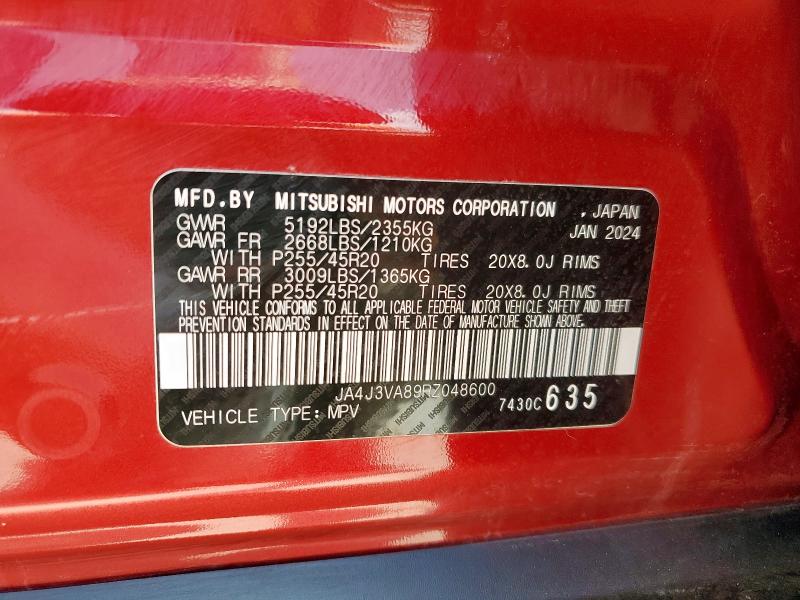 MFD.BY MITSUBISHI MOTORS CORPORATION , JAPAN
GVWR 5192LBS/2355KG JAN 2024
GAWR FR 2668LBS/1210KG
WITH P255/45R20 TIRES 20X8.0J RIMS
GAWR RR 3009LBS/1365KG
WITH P255/45R20 TIRES 20X8.0J RIMS
THIS VEHICLE CONFORMS TO ALL APPLICABLE FEDERAL MOTOR VEHICLE SAFETY AND THEFT
PREVENTION STANDARDS IN EFFECT ON THE DATE OF MANUFACTURE SHOWN ABOVE.
JA4J3VA89RZ048600
VEHICLE TYPE: MPV 7430C 635